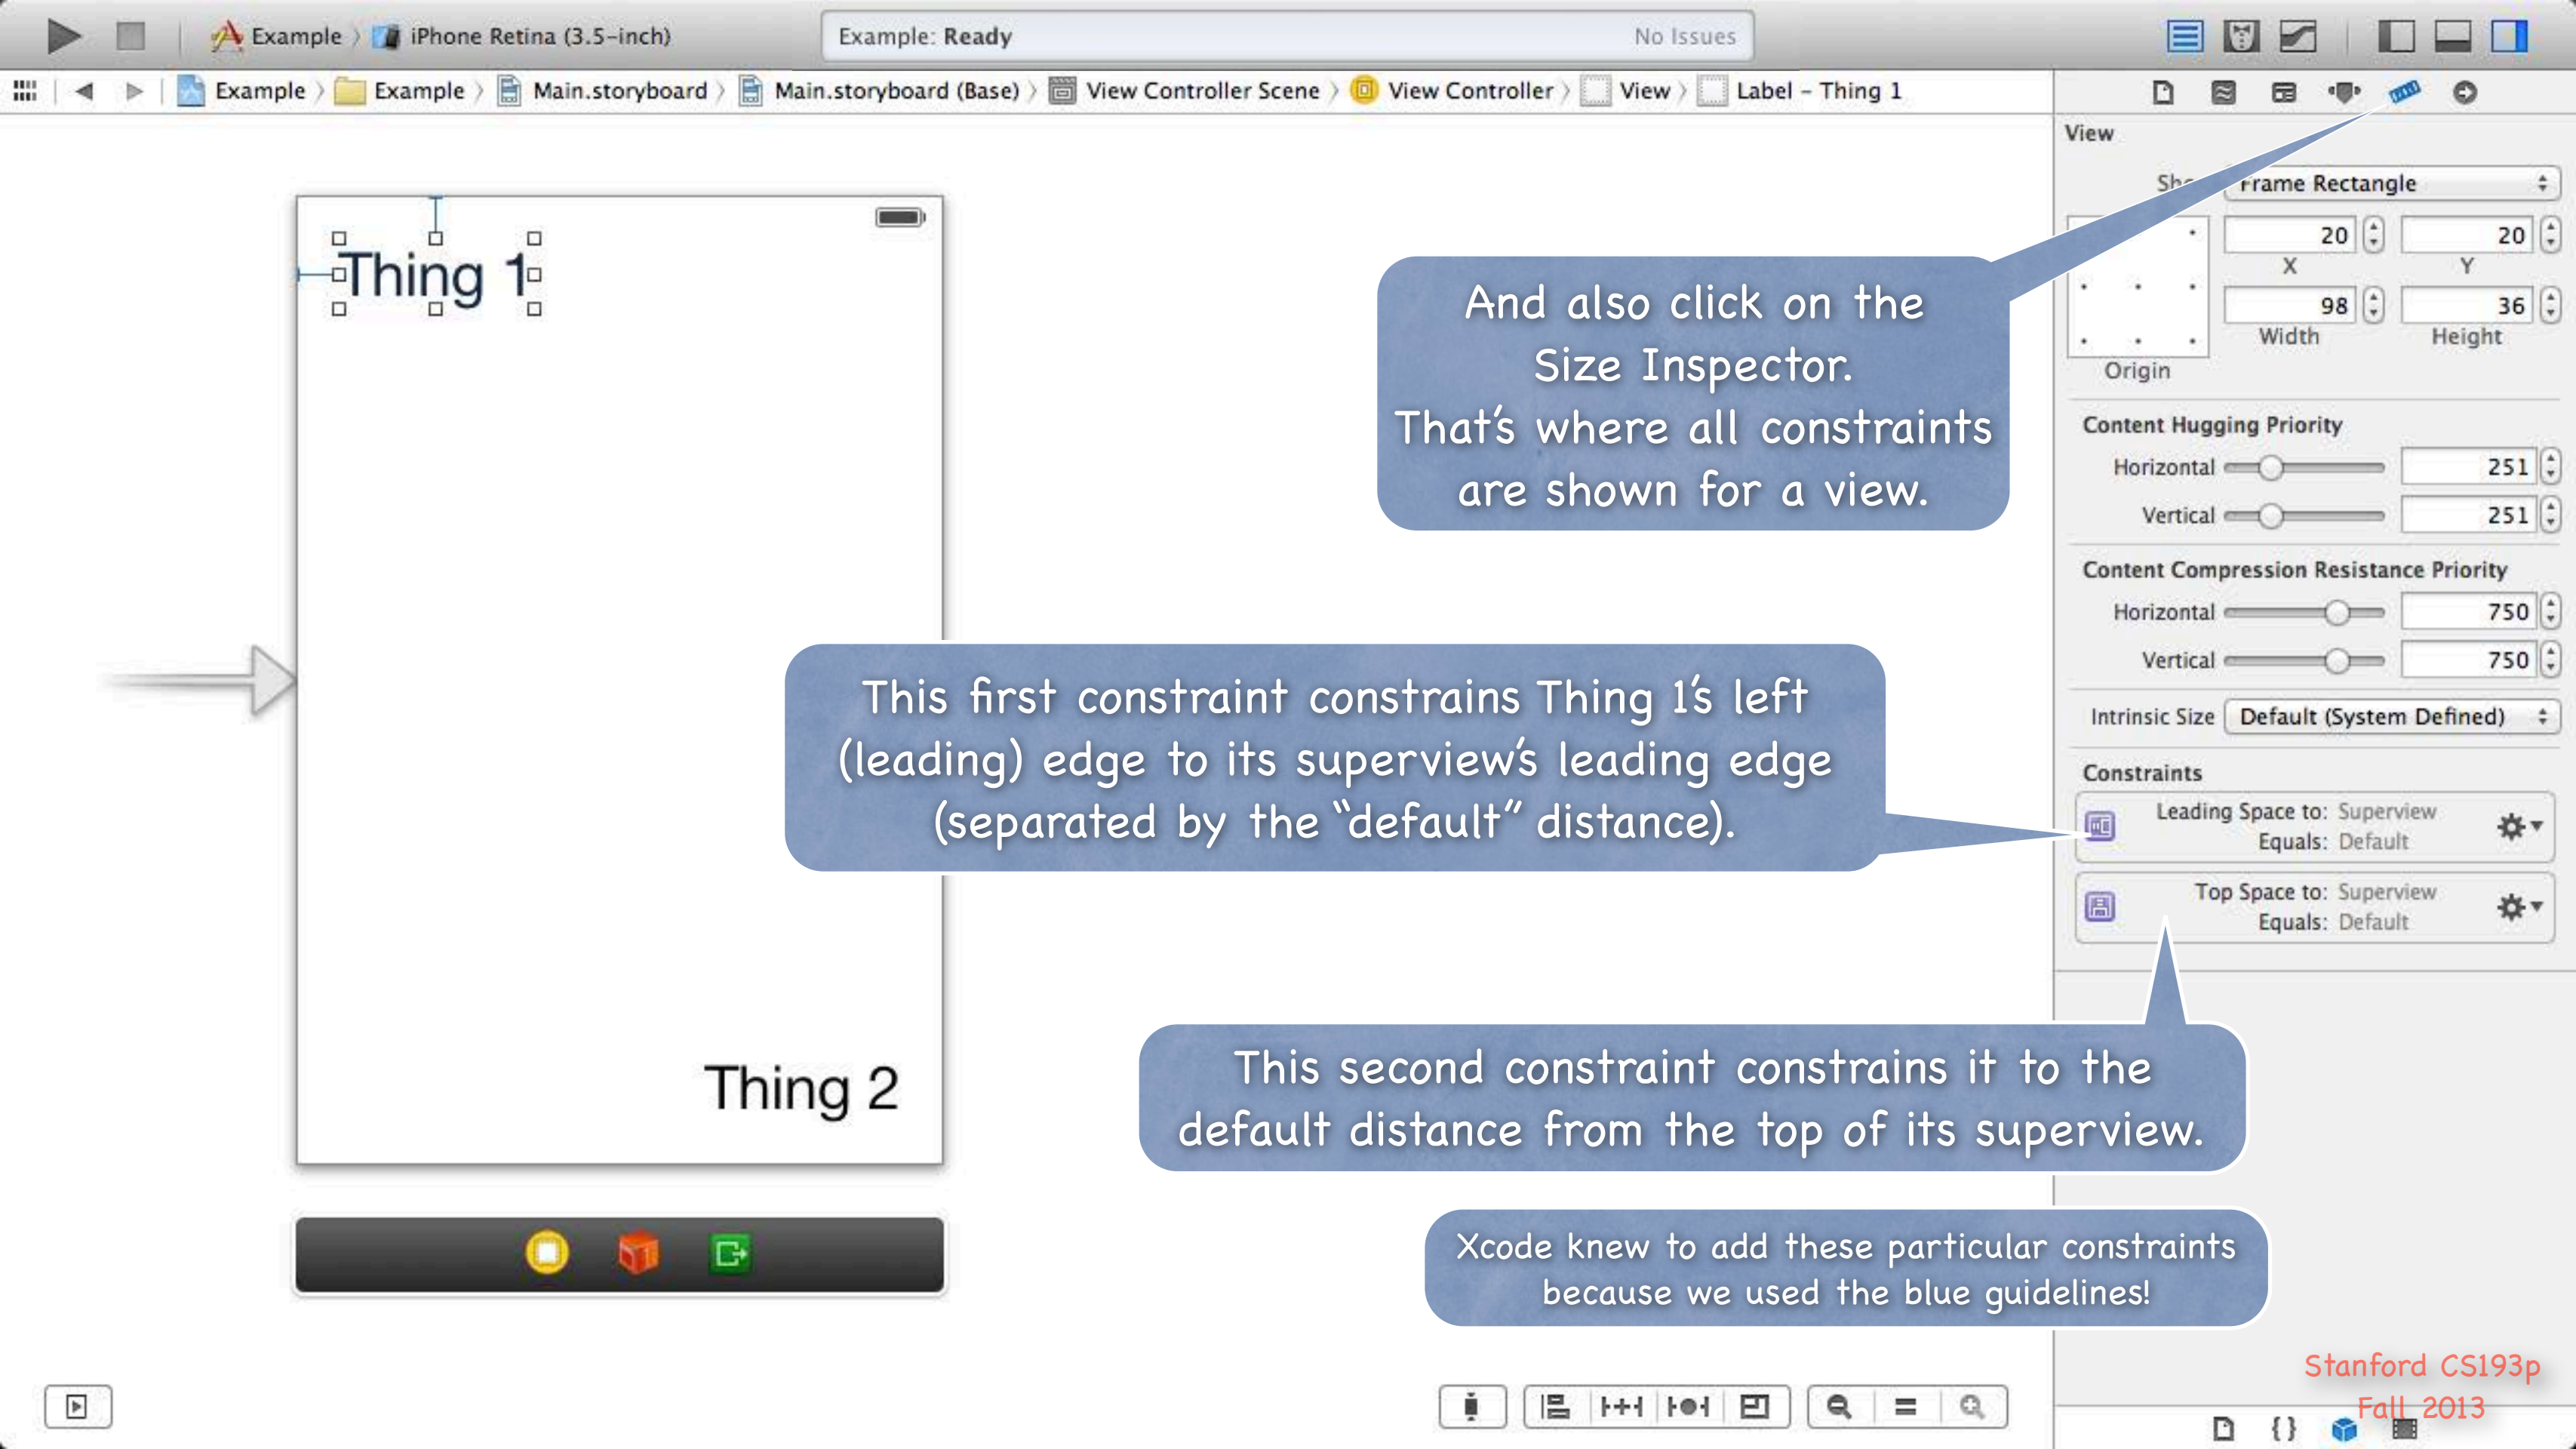 Example
iPhone Retina (3.5-inch)
Example: Ready
No Issues
Example
Example
Main.storyboard
Main.storyboard (Base)
View Controller Scene
View Controller
View
Label - Thing 1
View
Frame Rectangle
20
20
X
Y
98
36
Width
Height
Origin
Thing 1
And also click on the
Size Inspector.
That's where all constraints
are shown for a view.
Content Hugging Priority
Horizontal
251
Vertical
251
Content Compression Resistance Priority
Horizontal
750
Vertical
750
Intrinsic Size
Default (System Defined)
This first constraint constrains Thing 1's left
(leading) edge to its superview's leading edge
(separated by the “default” distance).
Constraints
Leading Space to: Superview
Equals: Default
Top Space to: Superview
Equals: Default
Thing 2
This second constraint constrains it to the
default distance from the top of its superview.
Xcode knew to add these particular constraints
because we used the blue guidelines!
Stanford CS193p
Fall 2013